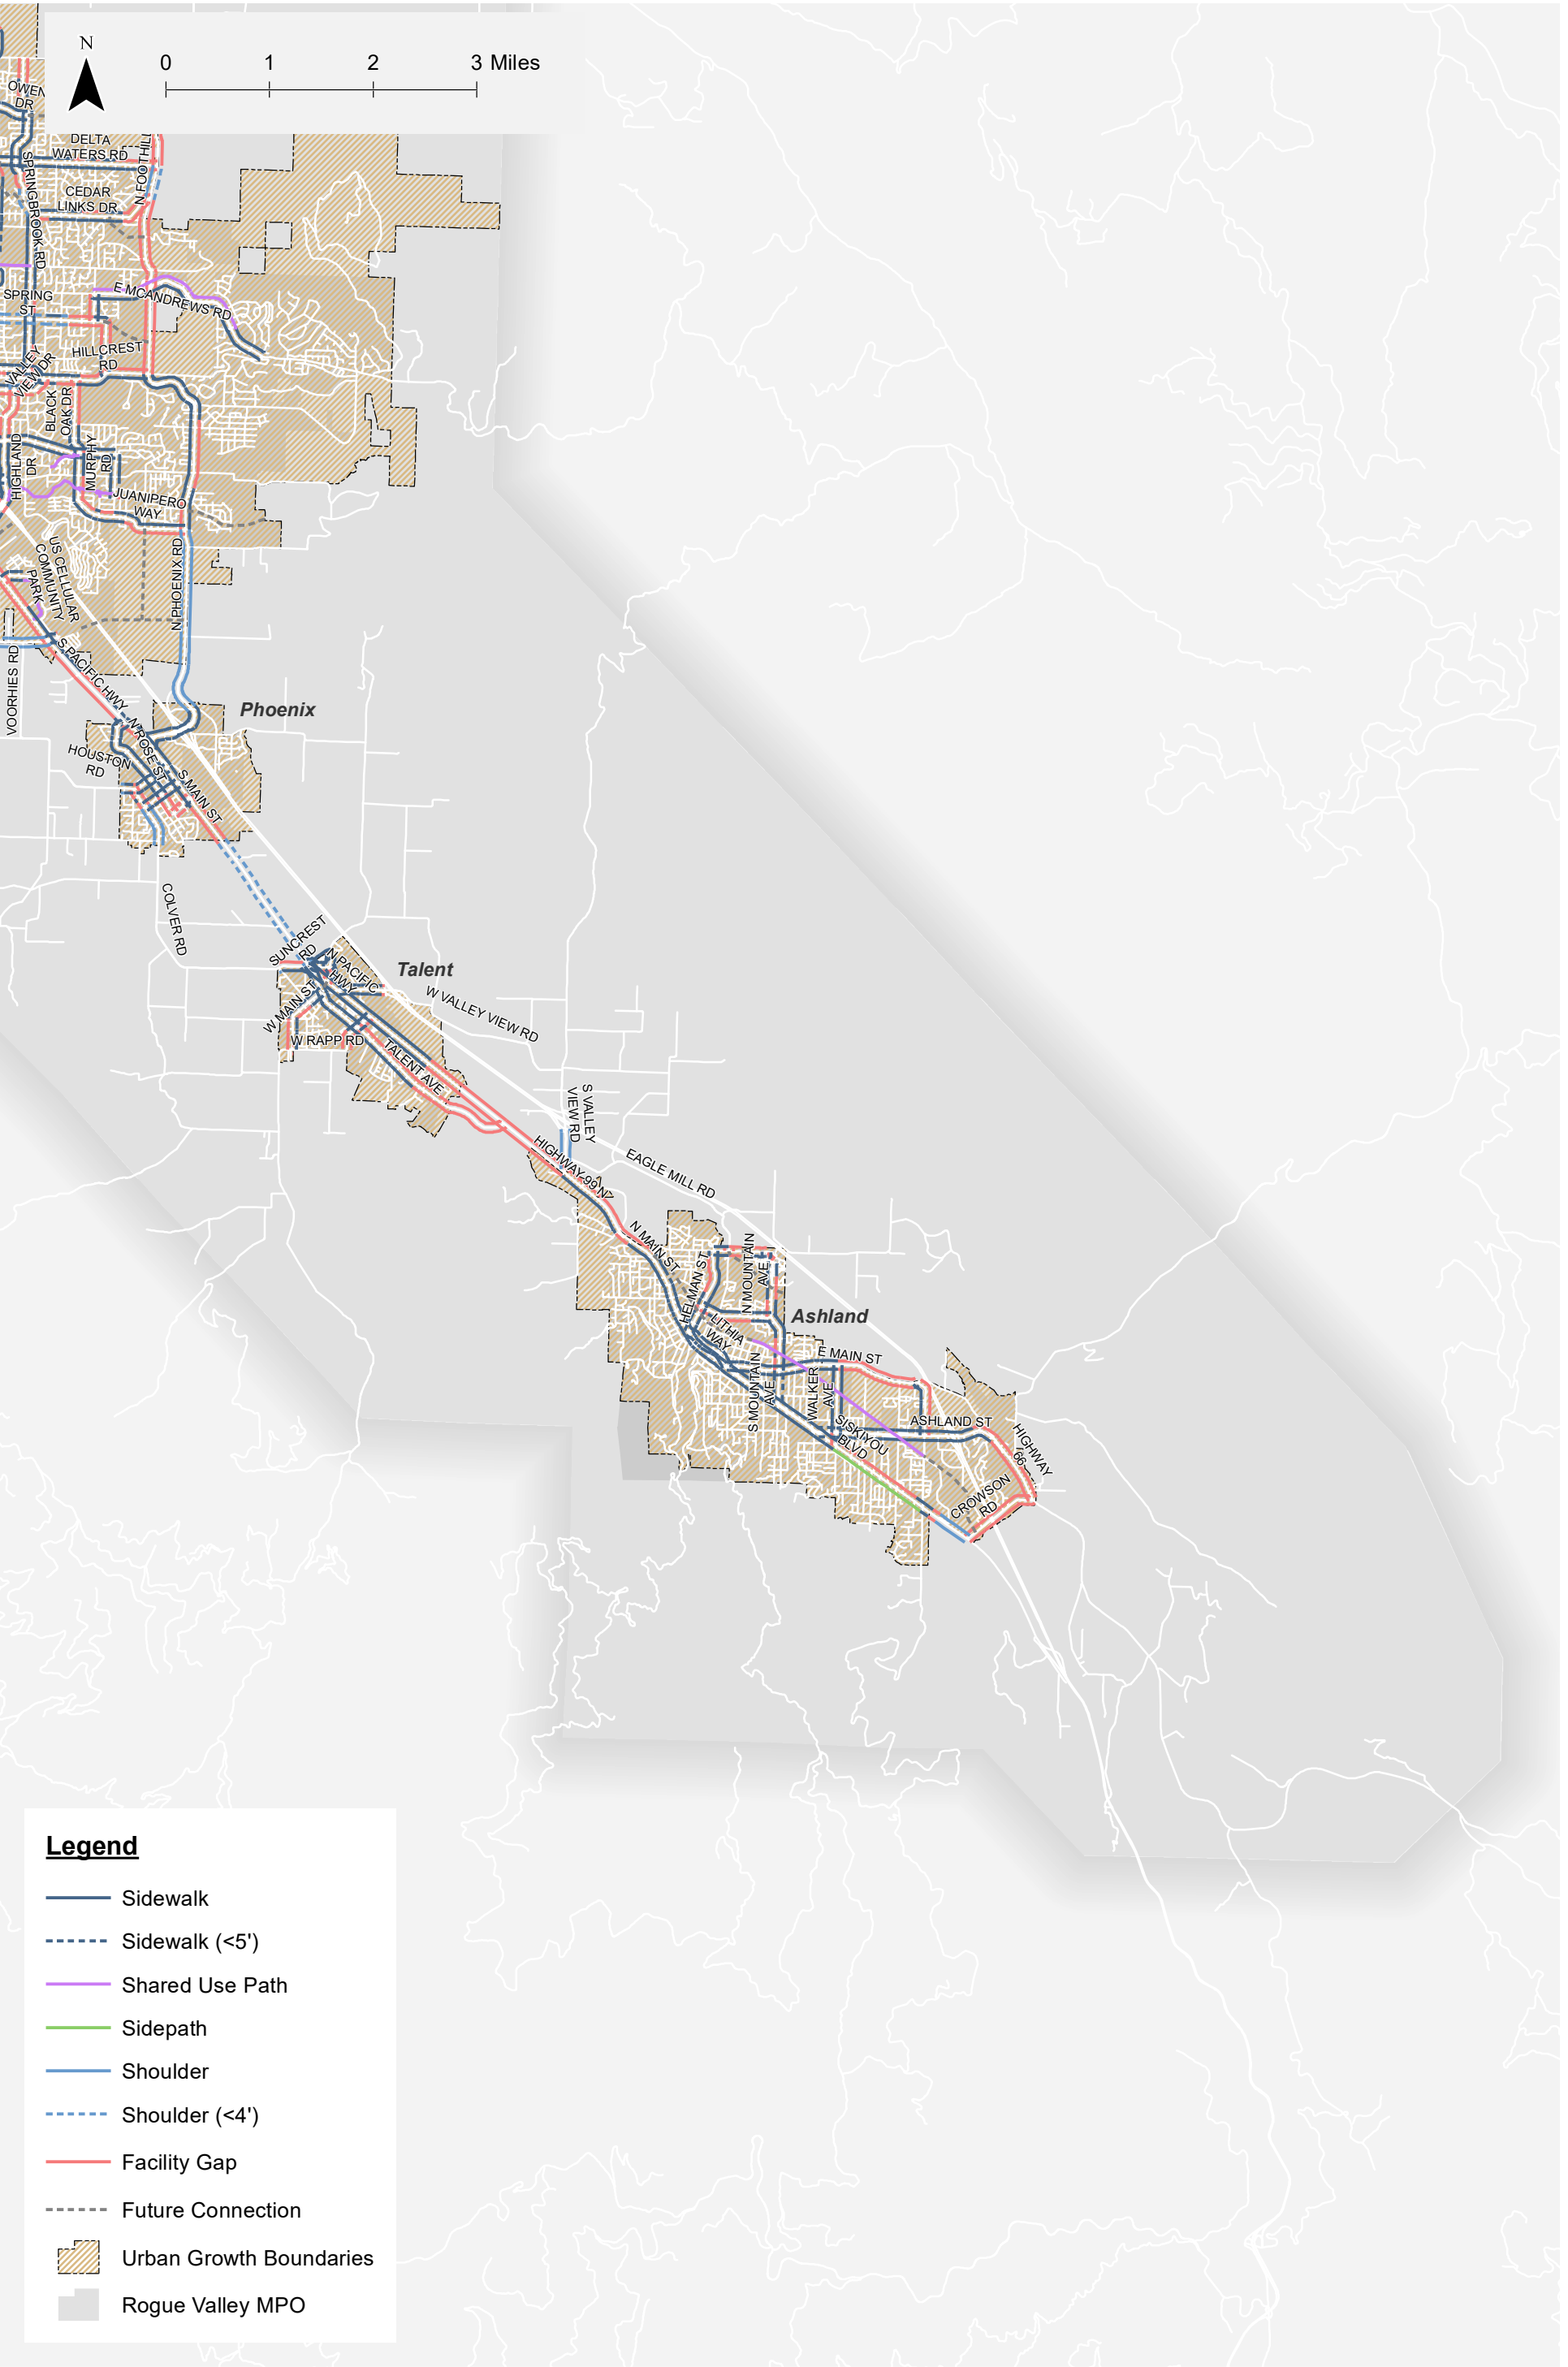 N
0 1 2 3 Miles
OWEN
DR
DELTA
WATERS RD
N FOOTHILL
SPRINGBROOK RD
CEDAR
LINKS DR
E MCANDREWS RD
SPRING
ST
HILLCREST
RD
VALLEY
VIEW DR
BLACK
OAK DR
HIGHLAND
DR
MURPHY
RD
JUANIPERO
WAY
US CELLULAR
COMMUNITY
PARK
N PHOENIX RD
VOORHIES RD
S PACIFIC HWY
Phoenix
N ROSE ST
HOUSTON
RD
S MAIN ST
COLVER RD
SUNCREST
RD
N PACIFIC
HWY
Talent
W MAIN ST
W VALLEY VIEW RD
W RAPP RD
TALENT AVE
S VALLEY
VIEW RD
HIGHWAY 99 N
EAGLE MILL RD
N MAIN ST
HELMAN ST
N MOUNTAIN
AVE
Ashland
LITHIA
WAY
E MAIN ST
S MOUNTAIN
AVE
WALKER
AVE
SISKIYOU
BLVD
ASHLAND ST
HIGHWAY
66
CROWSON
RD
Legend
Sidewalk
Sidewalk (<5')
Shared Use Path
Sidepath
Shoulder
Shoulder (<4')
Facility Gap
Future Connection
Urban Growth Boundaries
Rogue Valley MPO